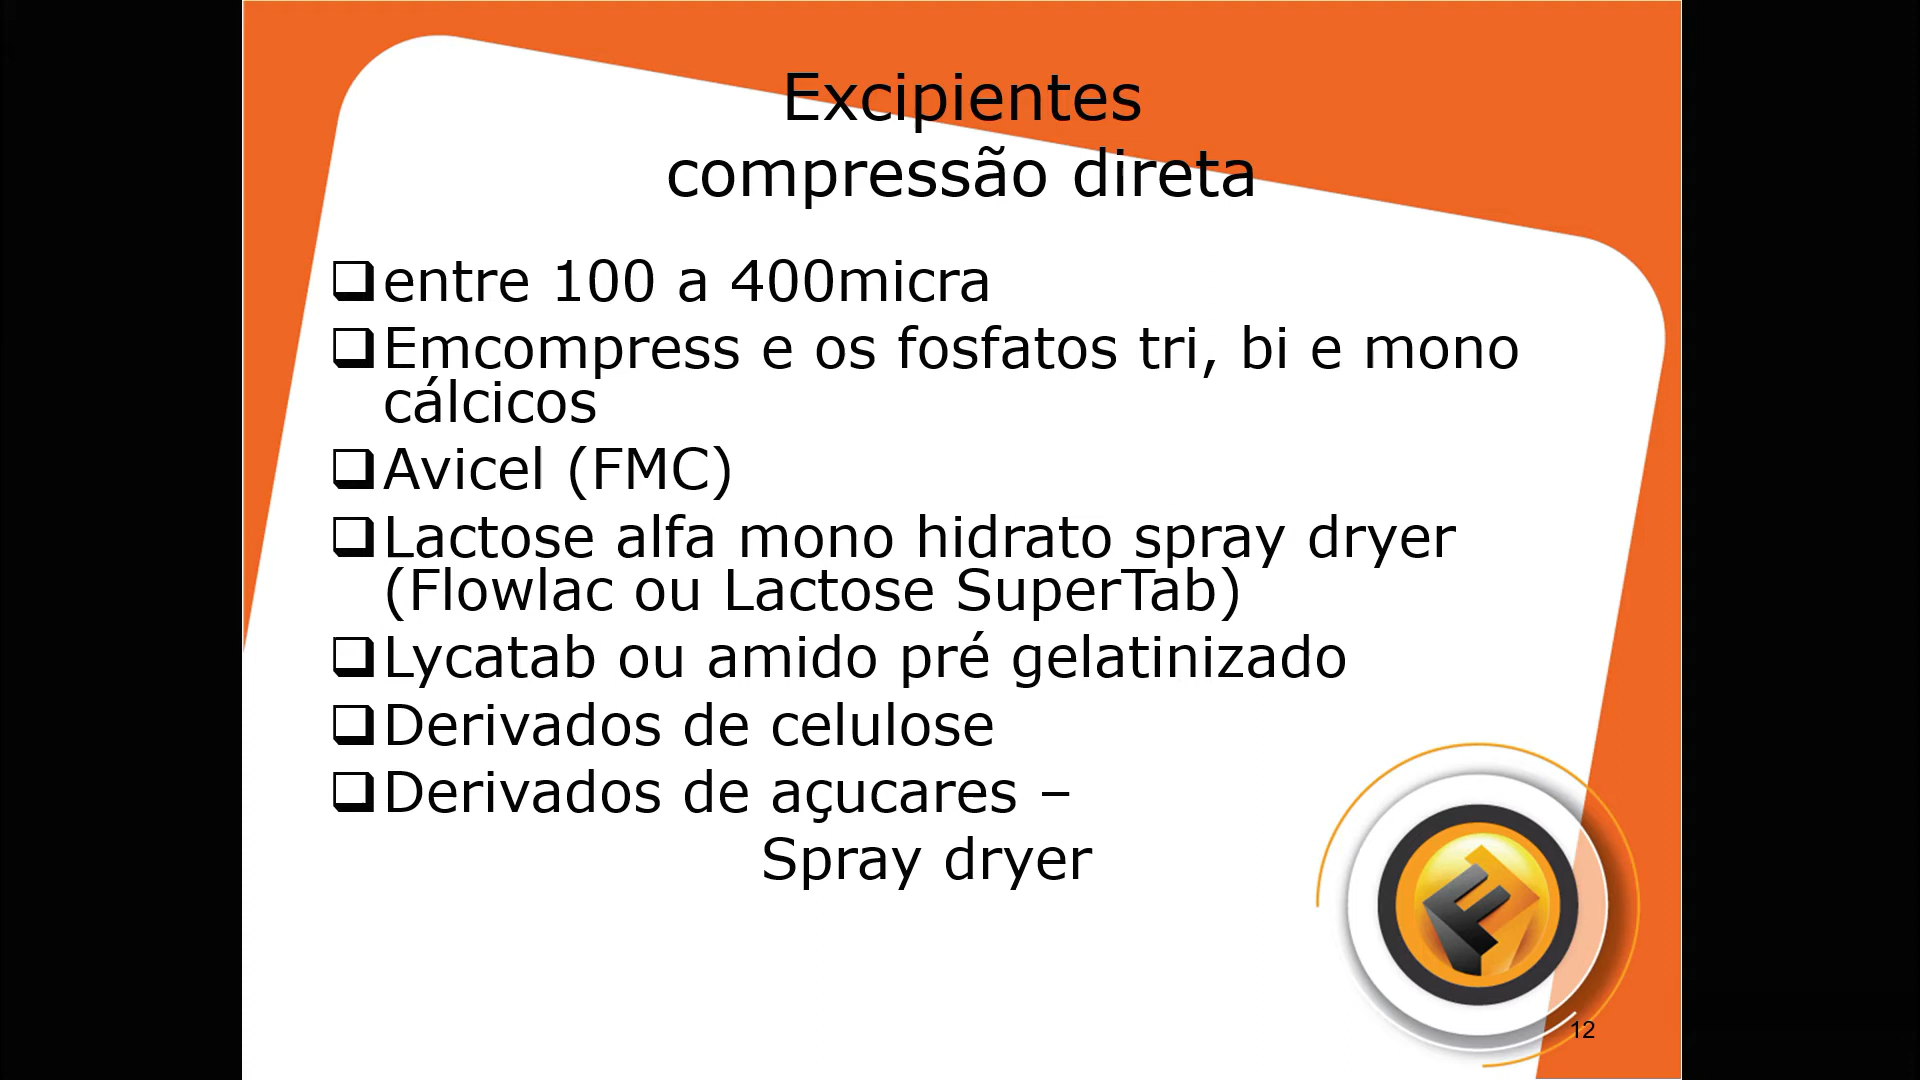 Excipientes
compressão direta
❑entre 100 a 400micra
❑Emcompress e os fosfatos tri, bi e mono
cálcicos
❑Avicel (FMC)
❑Lactose alfa mono hidrato spray dryer
(Flowlac ou Lactose SuperTab)
❑Lycatab ou amido pré gelatinizado
❑Derivados de celulose
❑Derivados de açucares –
Spray dryer
12